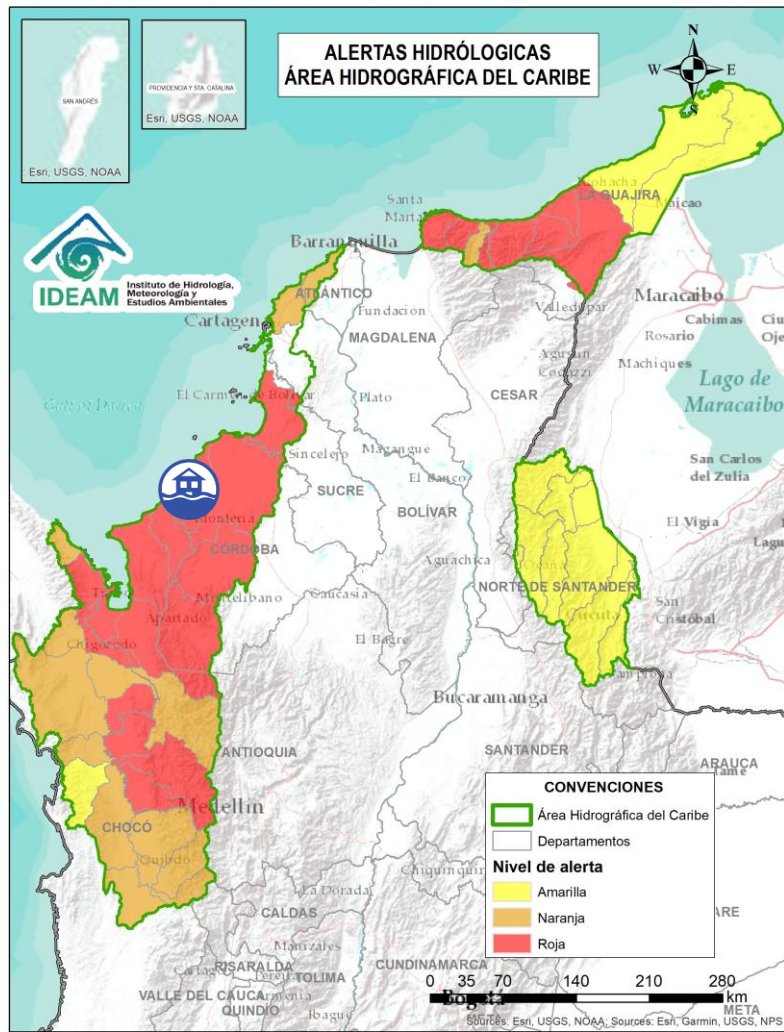 ALERTAS HIDRÓLOGICAS
ÁREA HIDROGRÁFICA DEL CARIBE
N
W
E
S
SAN ANDRÉS
Esri, USGS, NOAA
PROVIDENCIA Y STA. CATALINA
Esri, USGS, NOAA
IDEAM
Instituto de Hidrología,
Meteorología y
Estudios Ambientales
LA GUAJIRA
Maicao
Santa
Marta
Barranquilla
ATLÁNTICO
Cartagen
Fundación
MAGDALENA
Valledupar
Maracaibo
Cabimas
Ciu
Rosario
Oje
Machiques
Lago de
Maracaibo
CESAR
El Carmen de Bolívar
Plato
Sincelejo
Magangue
SUCRE
El Banco
BOLÍVAR
San Carlos
del Zulia
El Vigía
Montería
CÓRDOBA
Aguachica
NORTE DE SANTANDER
Cúcuta
San
Cristóbal
Montelibano
Caucasia
Apartado
El Bagre
Chigorodo
Bucaramanga
ANTIOQUIA
SANTANDER
ARAUCA
Medellín
CHOCÓ
Quibdó
La Dorada
CALDAS
Manizales
RISARALDA
TOLIMA
CUNDINAMARCA
VALLE DEL CAUCA
QUINDÍO
Ibagué
Bogotá
META
META
CONVENCIONES
Área Hidrográfica del Caribe
Departamentos
Nivel de alerta
Amarilla
Naranja
Roja
0 35 70 140 210 280
km
Sources: Esri, USGS, NOAA; Sources: Esri, Garmin, USGS, NPS